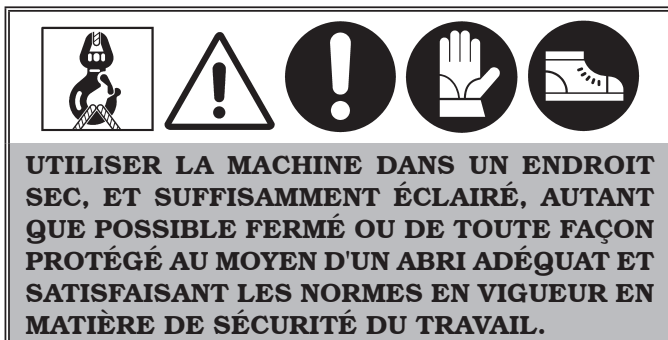 UTILISER LA MACHINE DANS UN ENDROIT
SEC, ET SUFFISAMMENT ÉCLAIRÉ, AUTANT
QUE POSSIBLE FERMÉ OU DE TOUTE FAÇON
PROTÉGÉ AU MOYEN D'UN ABRI ADÉQUAT ET
SATISFAISANT LES NORMES EN VIGUEUR EN
MATIÈRE DE SÉCURITÉ DU TRAVAIL.